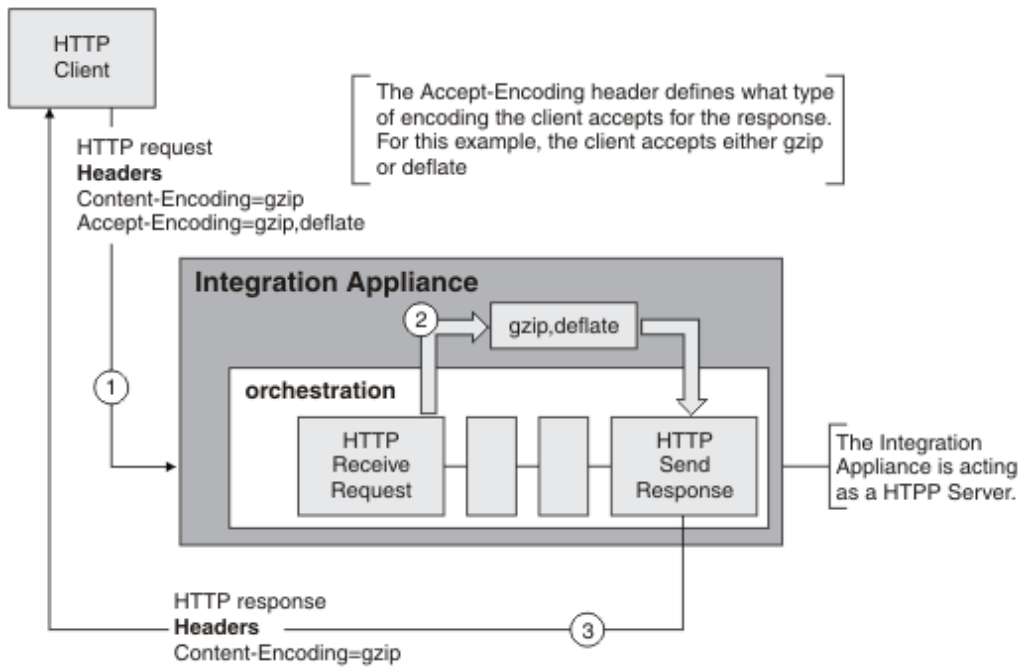 HTTP
Client
The Accept-Encoding header defines what type
of encoding the client accepts for the response.
For this example, the client accepts either gzip
or deflate
HTTP request
Headers
Content-Encoding=gzip
Accept-Encoding=gzip,deflate
Integration Appliance
2
gzip,deflate
1
orchestration
HTTP
Receive
Request
HTTP
Send
Response
The Integration
Appliance is acting
as a HTPP Server.
HTTP response
Headers
Content-Encoding=gzip
3